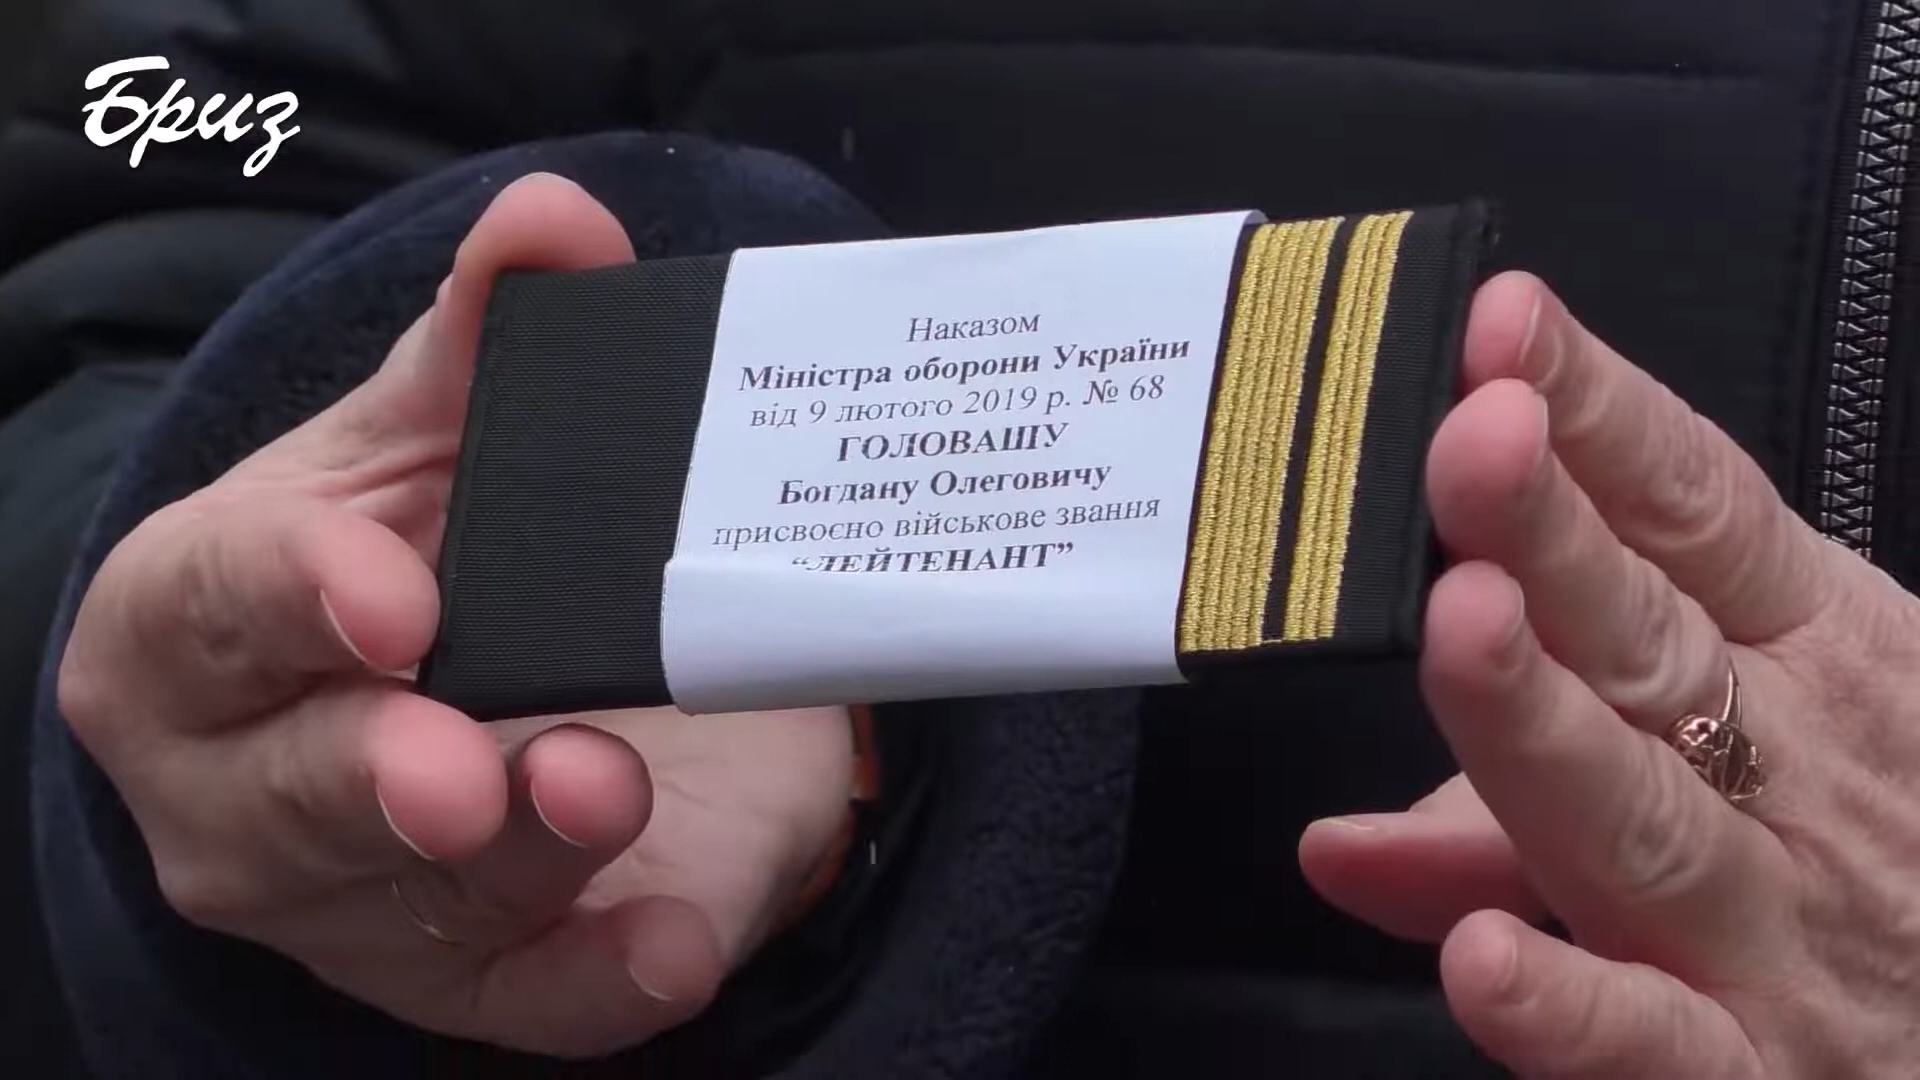 Бриз
Наказом
Міністра оборони України
від 9 лютого 2019 р. № 68
ГОЛОВАШУ
Богдану Олеговичу
присвоєно військове звання
“ЛЕЙТЕНАНТ”